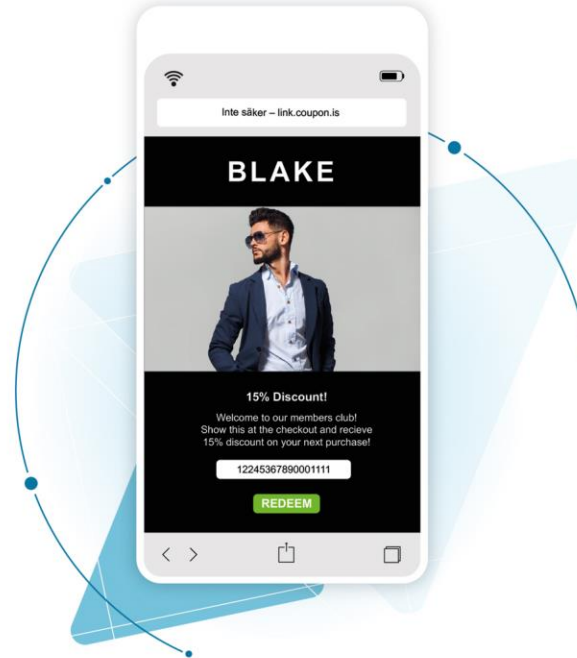 Inte säker – link.coupon.is
BLAKE
15% Discount!
Welcome to our members club!
Show this at the checkout and recieve
15% discount on your next purchase!
12245367890001111
REDEEM